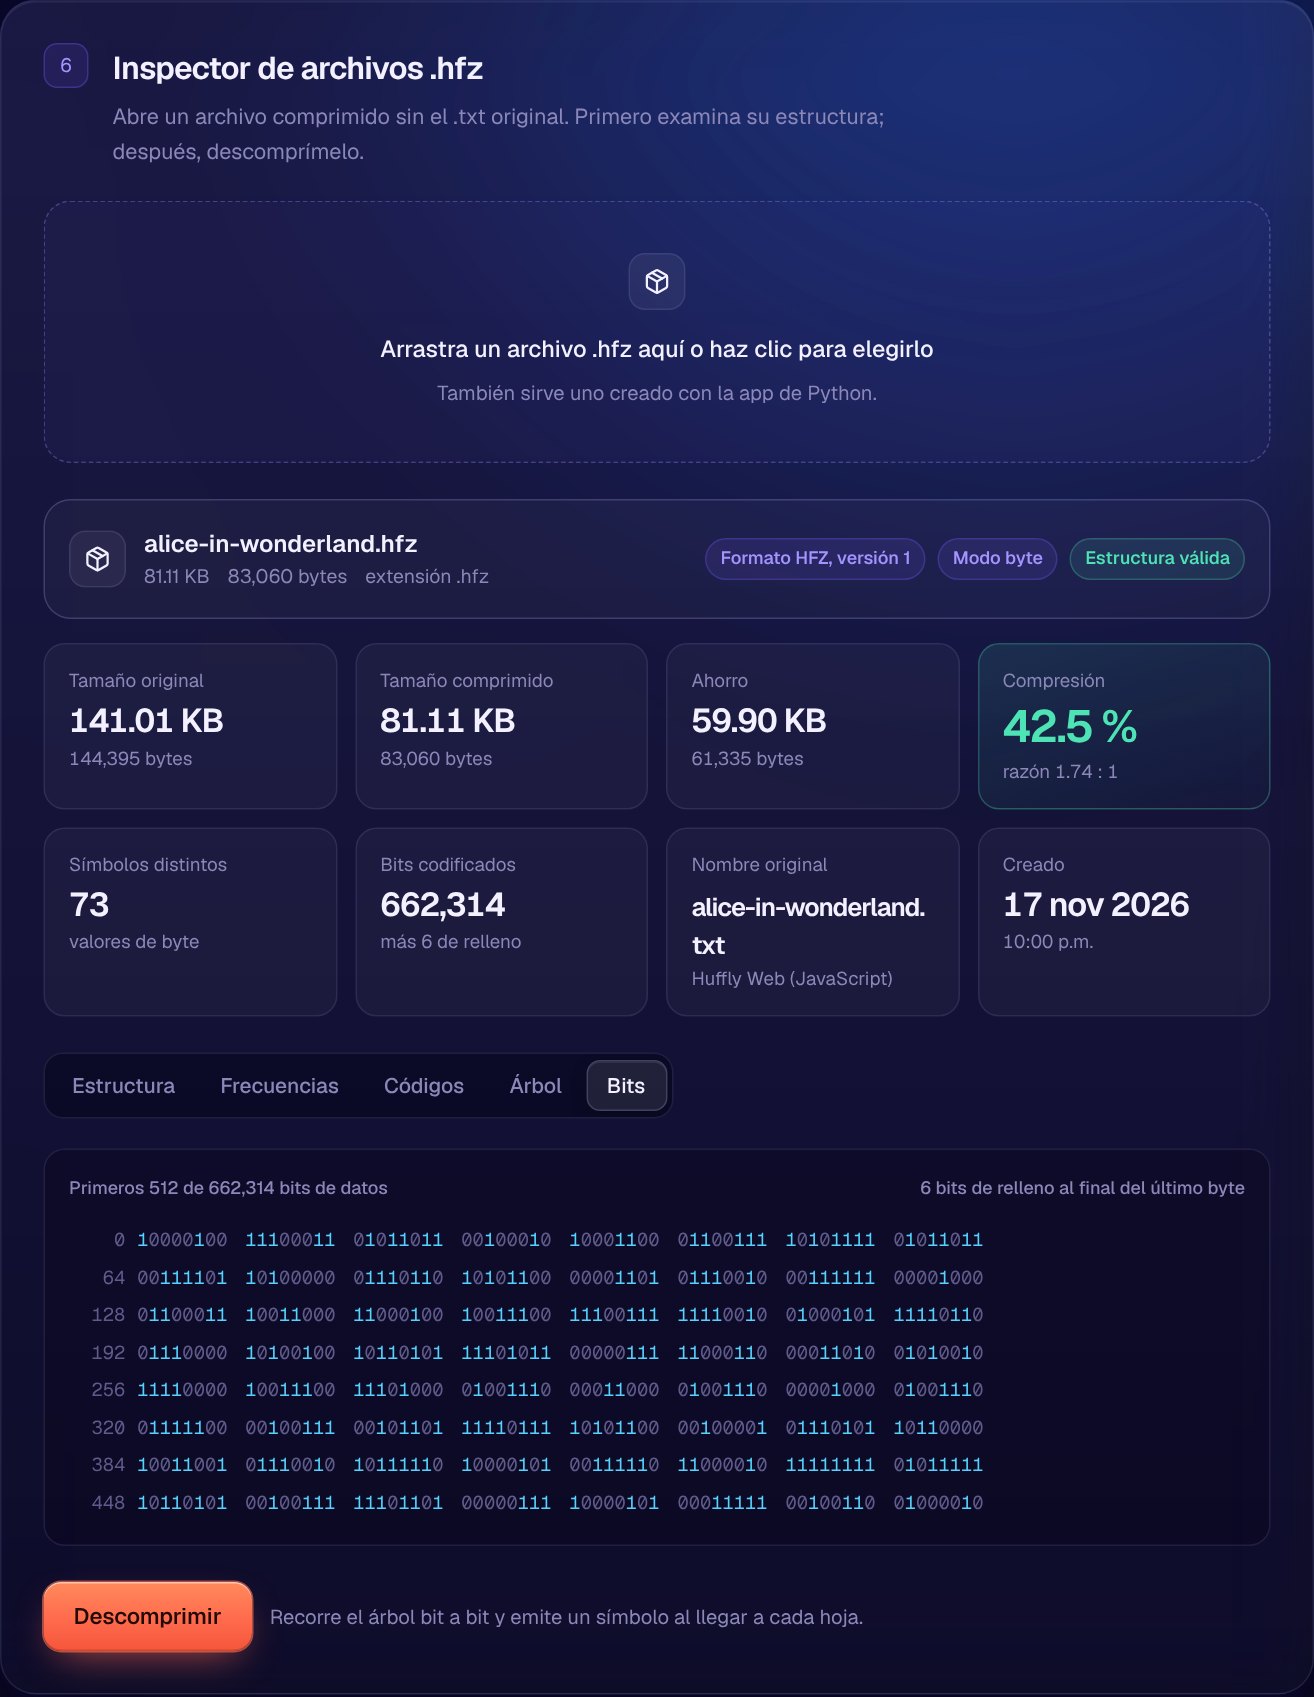 6
Inspector de archivos .hfz
Abre un archivo comprimido sin el .txt original. Primero examina su estructura;
después, descomprímelo.
Arrastra un archivo .hfz aquí o haz clic para elegirlo
También sirve uno creado con la app de Python.
alice-in-wonderland.hfz
81.11 KB 83,060 bytes extensión .hfz
Formato HFZ, versión 1
Modo byte
Estructura válida
Tamaño original
141.01 KB
144,395 bytes
Tamaño comprimido
81.11 KB
83,060 bytes
Ahorro
59.90 KB
61,335 bytes
Compresión
42.5 %
razón 1.74 : 1
Símbolos distintos
73
valores de byte
Bits codificados
662,314
más 6 de relleno
Nombre original
alice-in-wonderland.
txt
Huffly Web (JavaScript)
Creado
17 nov 2026
10:00 p.m.
Estructura Frecuencias Códigos Árbol Bits
Primeros 512 de 662,314 bits de datos
6 bits de relleno al final del último byte
0 10000100 11100011 01011011 00100010 10001100 01100111 10101111 01011011
64 00111101 10100000 01110110 10101100 00001101 01110010 00111111 00001000
128 01100011 10011000 11000100 10011100 11100111 11110010 01000101 11110110
192 01110000 10100100 10110101 11101011 00000111 11000110 00011010 01010010
256 11110000 10011100 11101000 01001110 00011000 01001110 00001000 01001110
320 01111100 00100111 00101101 11110111 10101100 00100001 01110101 10110000
384 10011001 01110010 10111110 10000101 00111110 11000010 11111111 01011111
448 10110101 00100111 11101101 00000111 10000101 00011111 00100110 01000010
Descomprimir
Recorre el árbol bit a bit y emite un símbolo al llegar a cada hoja.